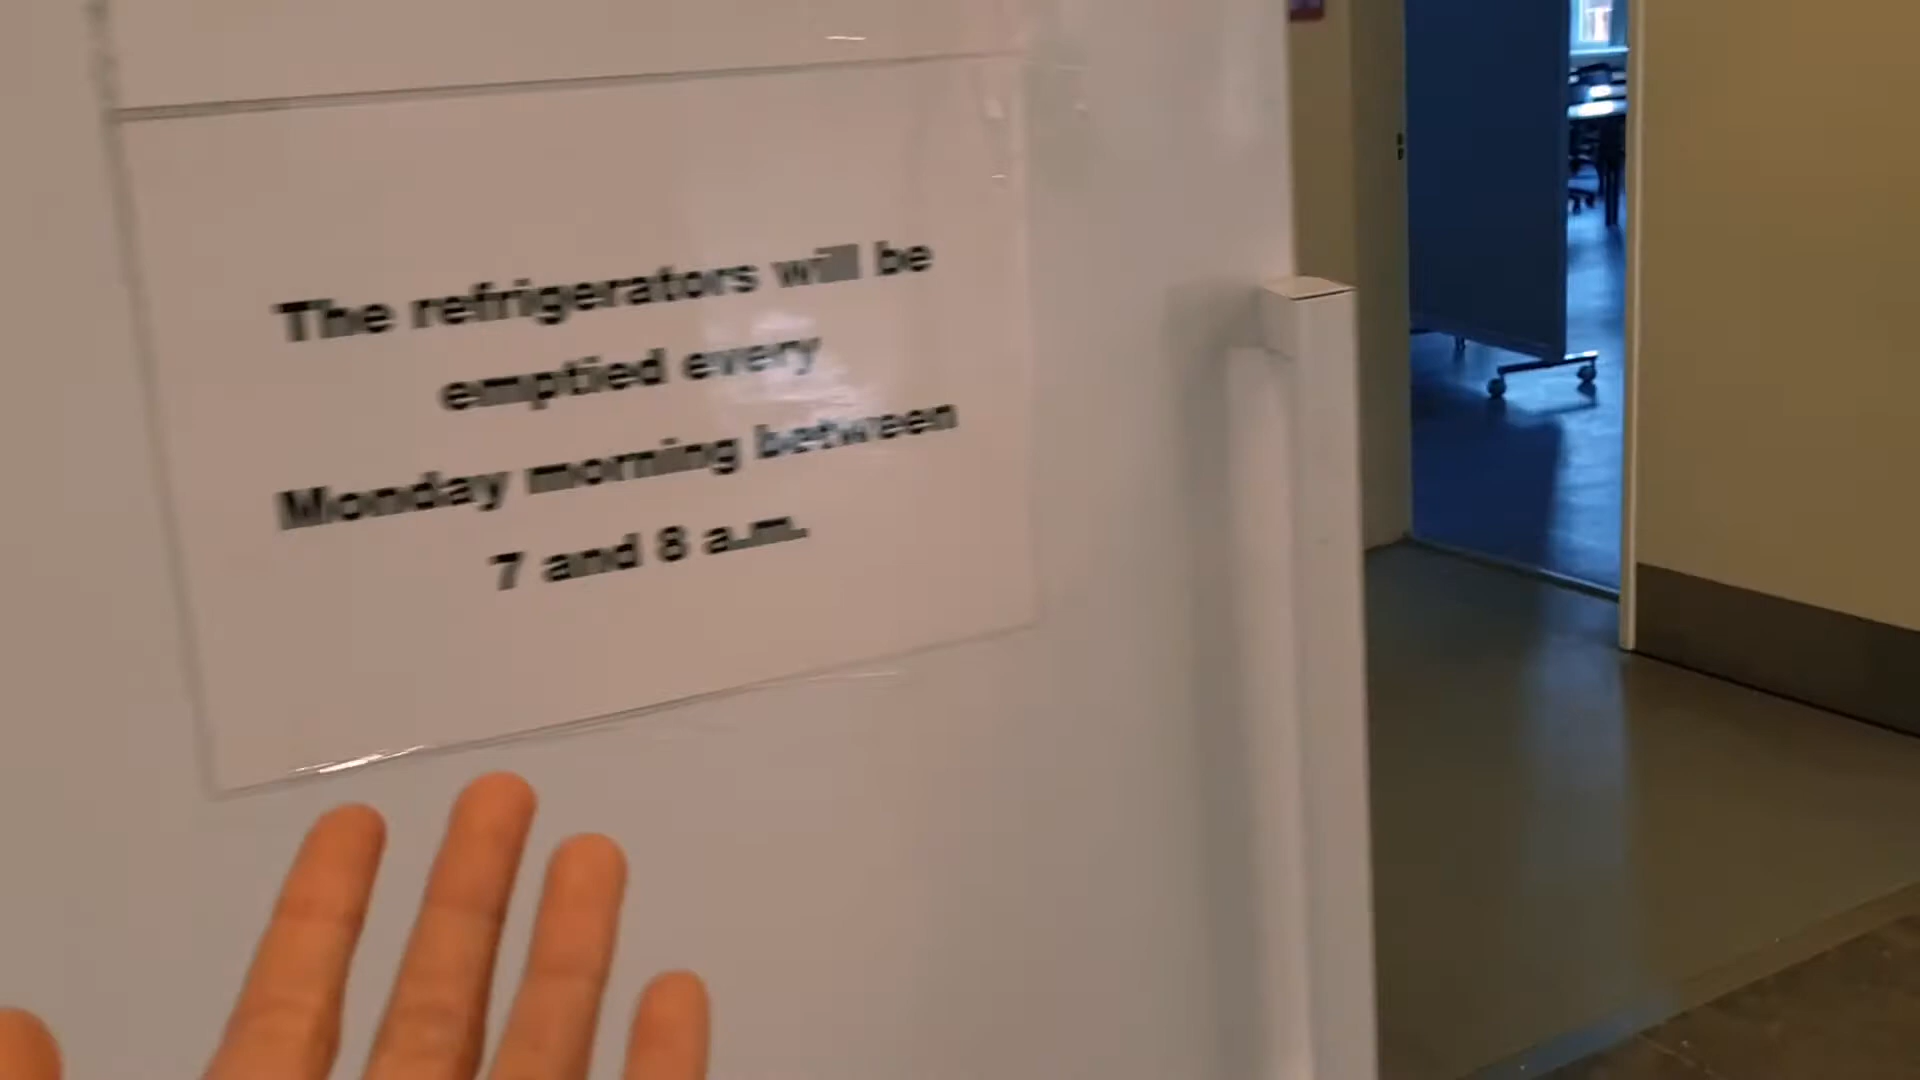 The refrigerators will be
emptied every
Monday morning between
7 and 8 a.m.